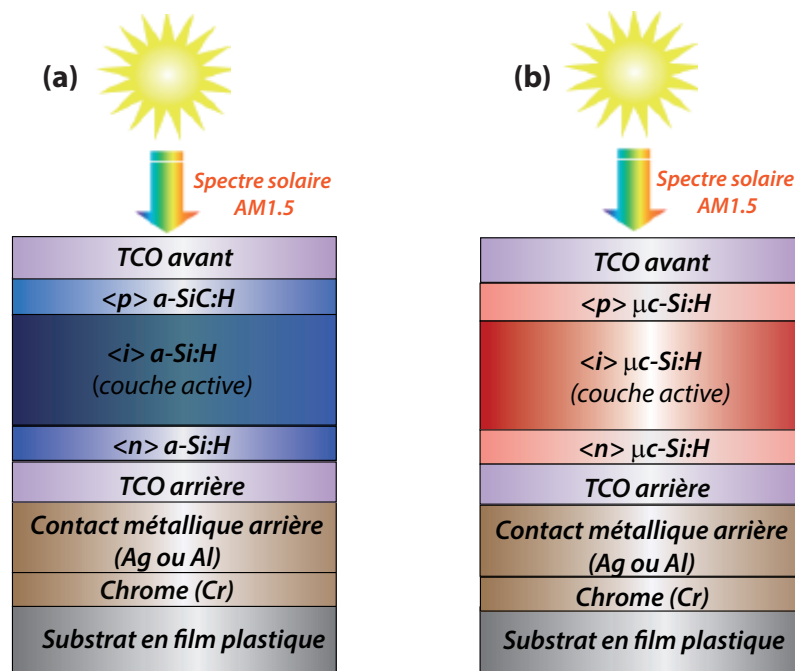 (a)
Spectre solaire
AM1.5
TCO avant
<p> a-SiC:H
<i> a-Si:H
(couche active)
<n> a-Si:H
TCO arrière
Contact métallique arrière
(Ag ou Al)
Chrome (Cr)
Substrat en film plastique
(b)
Spectre solaire
AM1.5
TCO avant
<p> μc-Si:H
<i> μc-Si:H
(couche active)
<n> μc-Si:H
TCO arrière
Contact métallique arrière
(Ag ou Al)
Chrome (Cr)
Substrat en film plastique